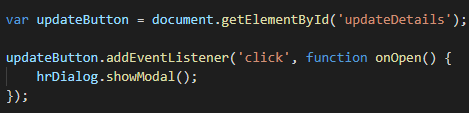 var updateButton = document.getElementById('updateDetails');
updateButton.addEventListener('click', function onOpen() {
hrDialog.showModal();
});